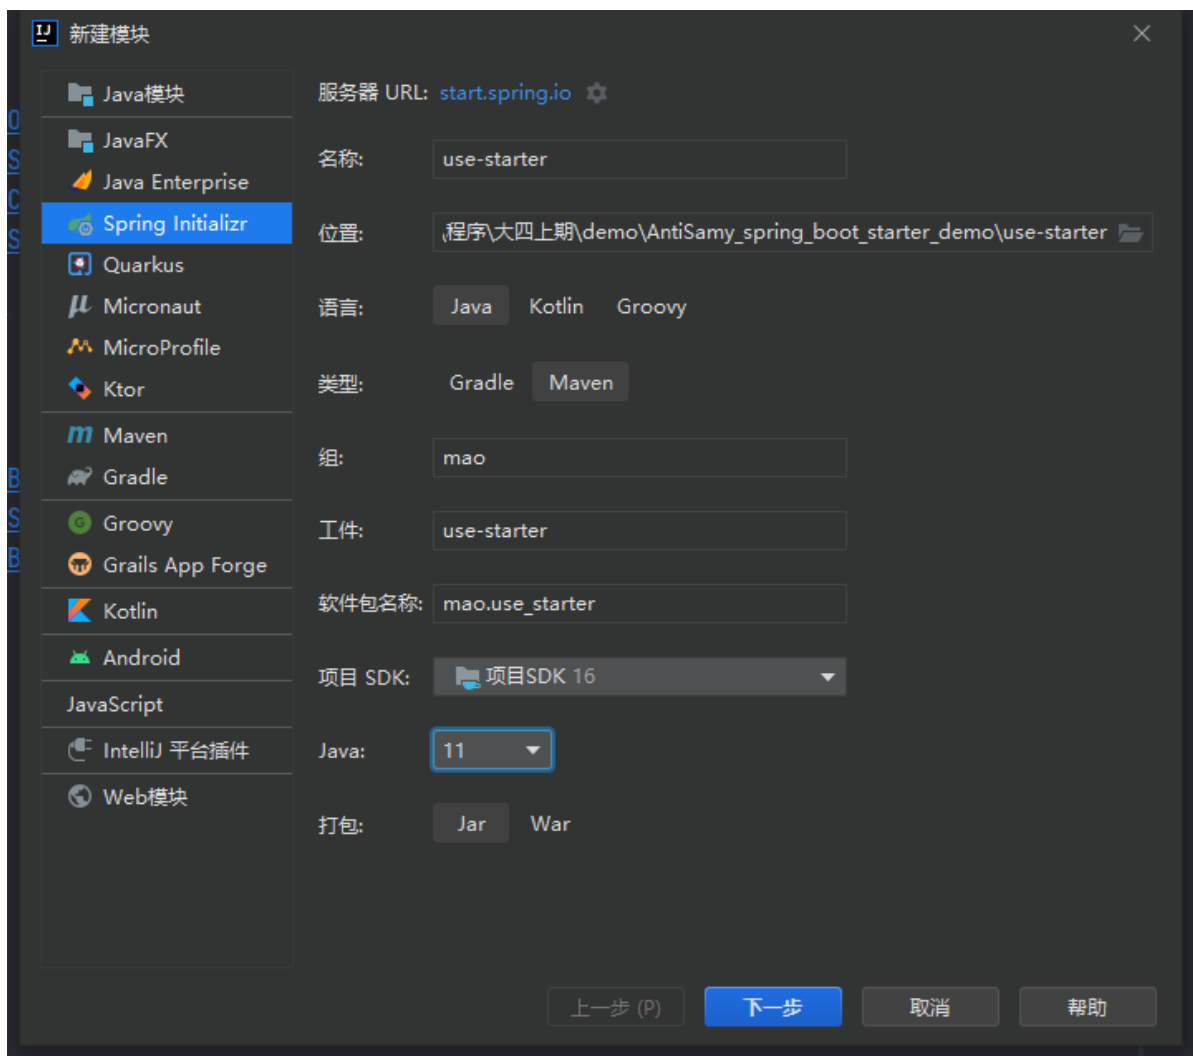 新建模块
Java模块
JavaFX
Java Enterprise
Spring Initializr
Quarkus
Micronaut
MicroProfile
Ktor
Maven
Gradle
Groovy
Grails App Forge
Kotlin
Android
JavaScript
IntelliJ 平台插件
Web模块
服务器 URL: start.spring.io
名称: use-starter
位置: 程序\大四上期\demo\AntiSamy_spring_boot_starter_demo\use-starter
语言: Java Kotlin Groovy
类型: Gradle Maven
组: mao
工件: use-starter
软件包名称: mao.use_starter
项目 SDK: 项目SDK 16
Java: 11
打包: Jar War
上一步 (P) 下一步 取消 帮助